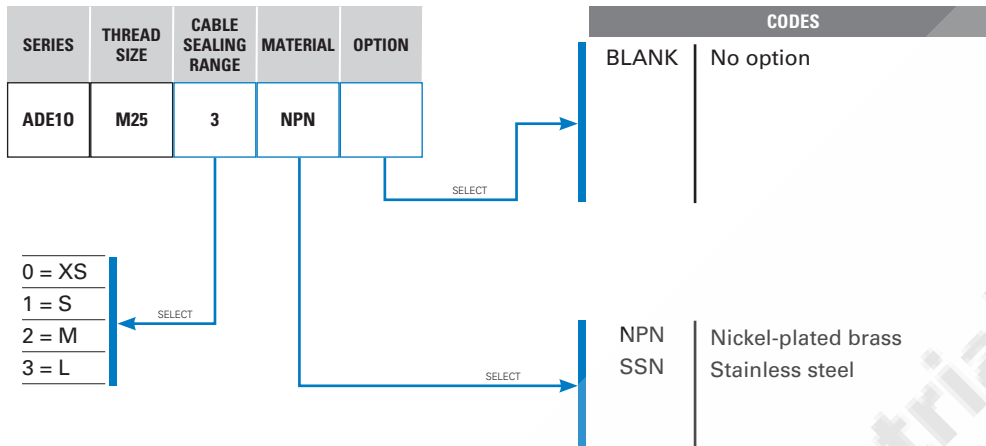 SERIES
THREAD SIZE
CABLE SEALING RANGE
MATERIAL
OPTION
ADE10
M25
3
NPN
CODES
BLANK No option
SELECT
0 = XS
1 = S
2 = M
3 = L
SELECT
NPN Nickel-plated brass
SSN Stainless steel
SELECT